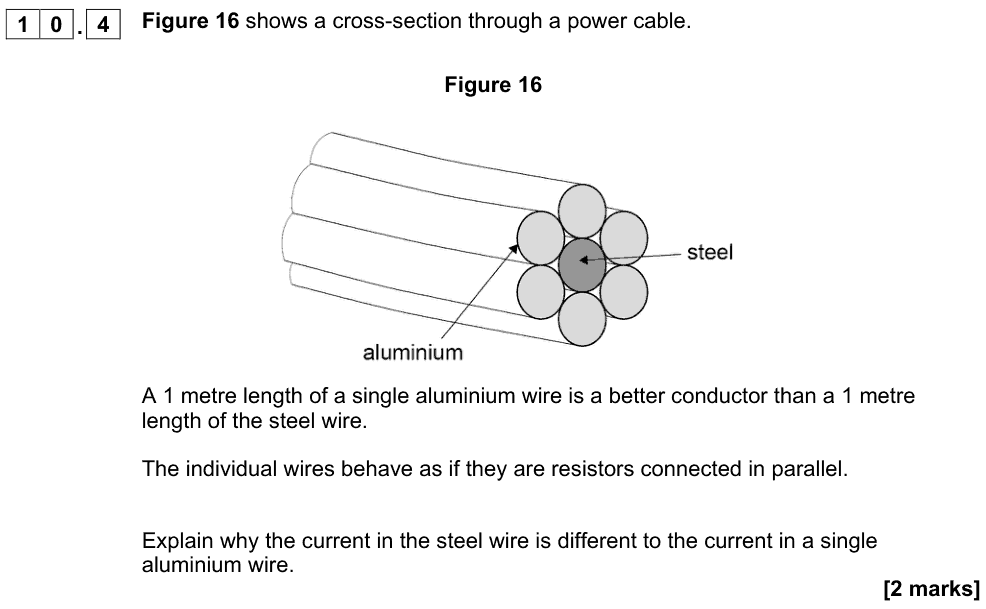 10.4 Figure 16 shows a cross-section through a power cable.
Figure 16
steel
aluminium
A 1 metre length of a single aluminium wire is a better conductor than a 1 metre
length of the steel wire.
The individual wires behave as if they are resistors connected in parallel.
Explain why the current in the steel wire is different to the current in a single
aluminium wire.
[2 marks]